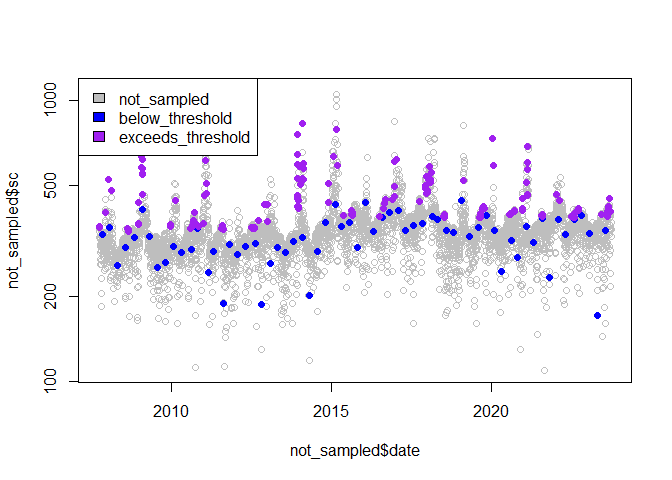 not_sampled
below_threshold
exceeds_threshold
1000
500
200
100
not_sampled$sc
2010
2015
2020
not_sampled$date